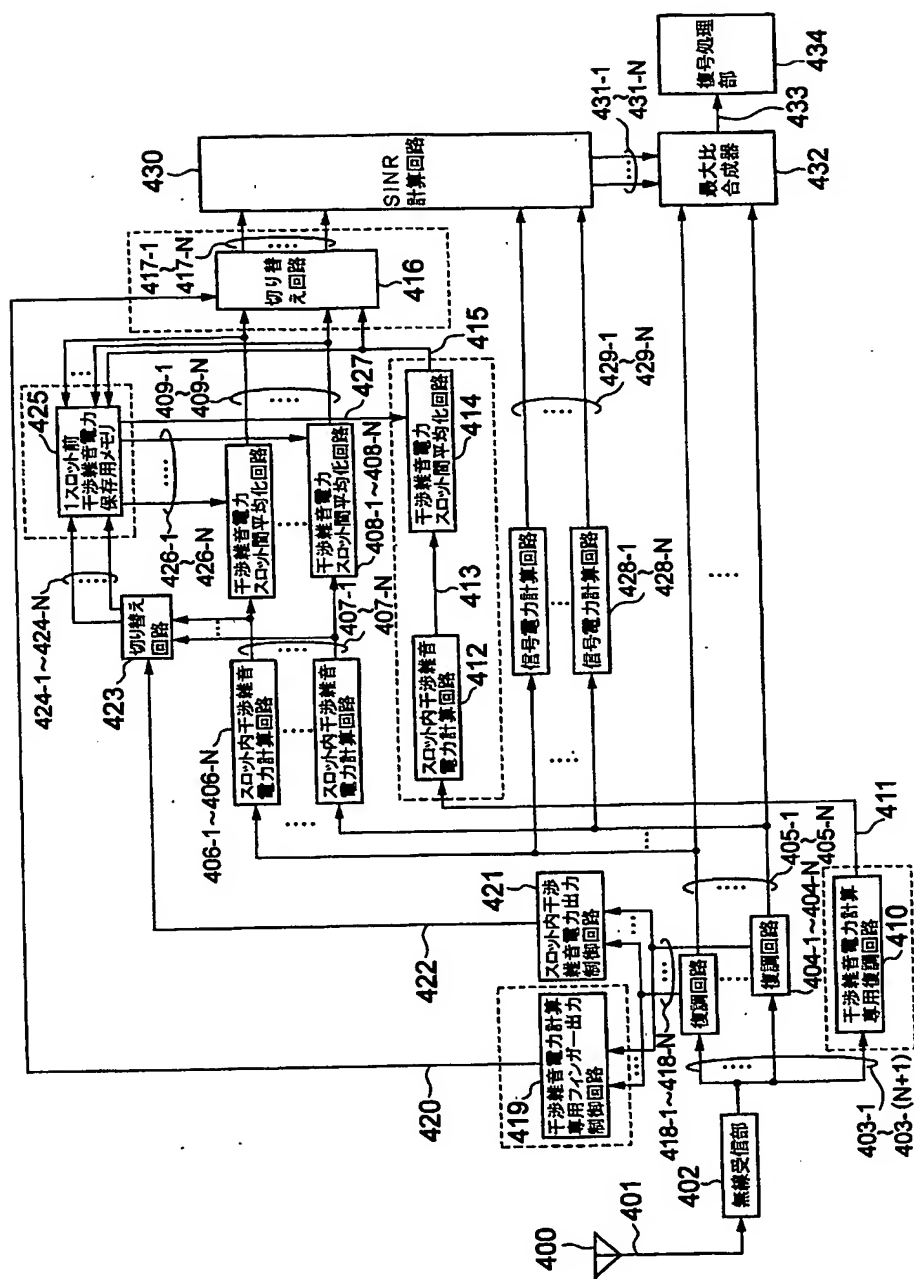 400
401
無線受信部
402
403-1
~403-(N+1)
復調回路
復調回路
404-1~404-N
405-1
~405-N
干渉雑音電力計算
専用復調回路
410
411
418-1~418-N
干渉雑音電力計算
専用フィンガー出力
制御回路
419
420
スロット内干渉
雑音電力出力
制御回路
421
422
スロット内干渉雑音
電力計算回路
スロット内干渉雑音
電力計算回路
406-1~406-N
407-1
~407-N
切り替え
回路
423
424-1~424-N
1スロット前
干渉雑音電力
保存用メモリ
425
426-1
~426-N
干渉雑音電力
スロット間平均化回路
干渉雑音電力
スロット間平均化回路
408-1~408-N
427
409-1
~409-N
スロット内干渉雑音
電力計算回路
412
413
干渉雑音電力
スロット間平均化回路
414
415
切り替
え回路
416
417-1
~417-N
信号電力計算回路
信号電力計算回路
428-1
~428-N
429-1
~429-N
SINR
計算回路
430
431-1
~431-N
最大比
合成器
432
433
復号処理
部
434